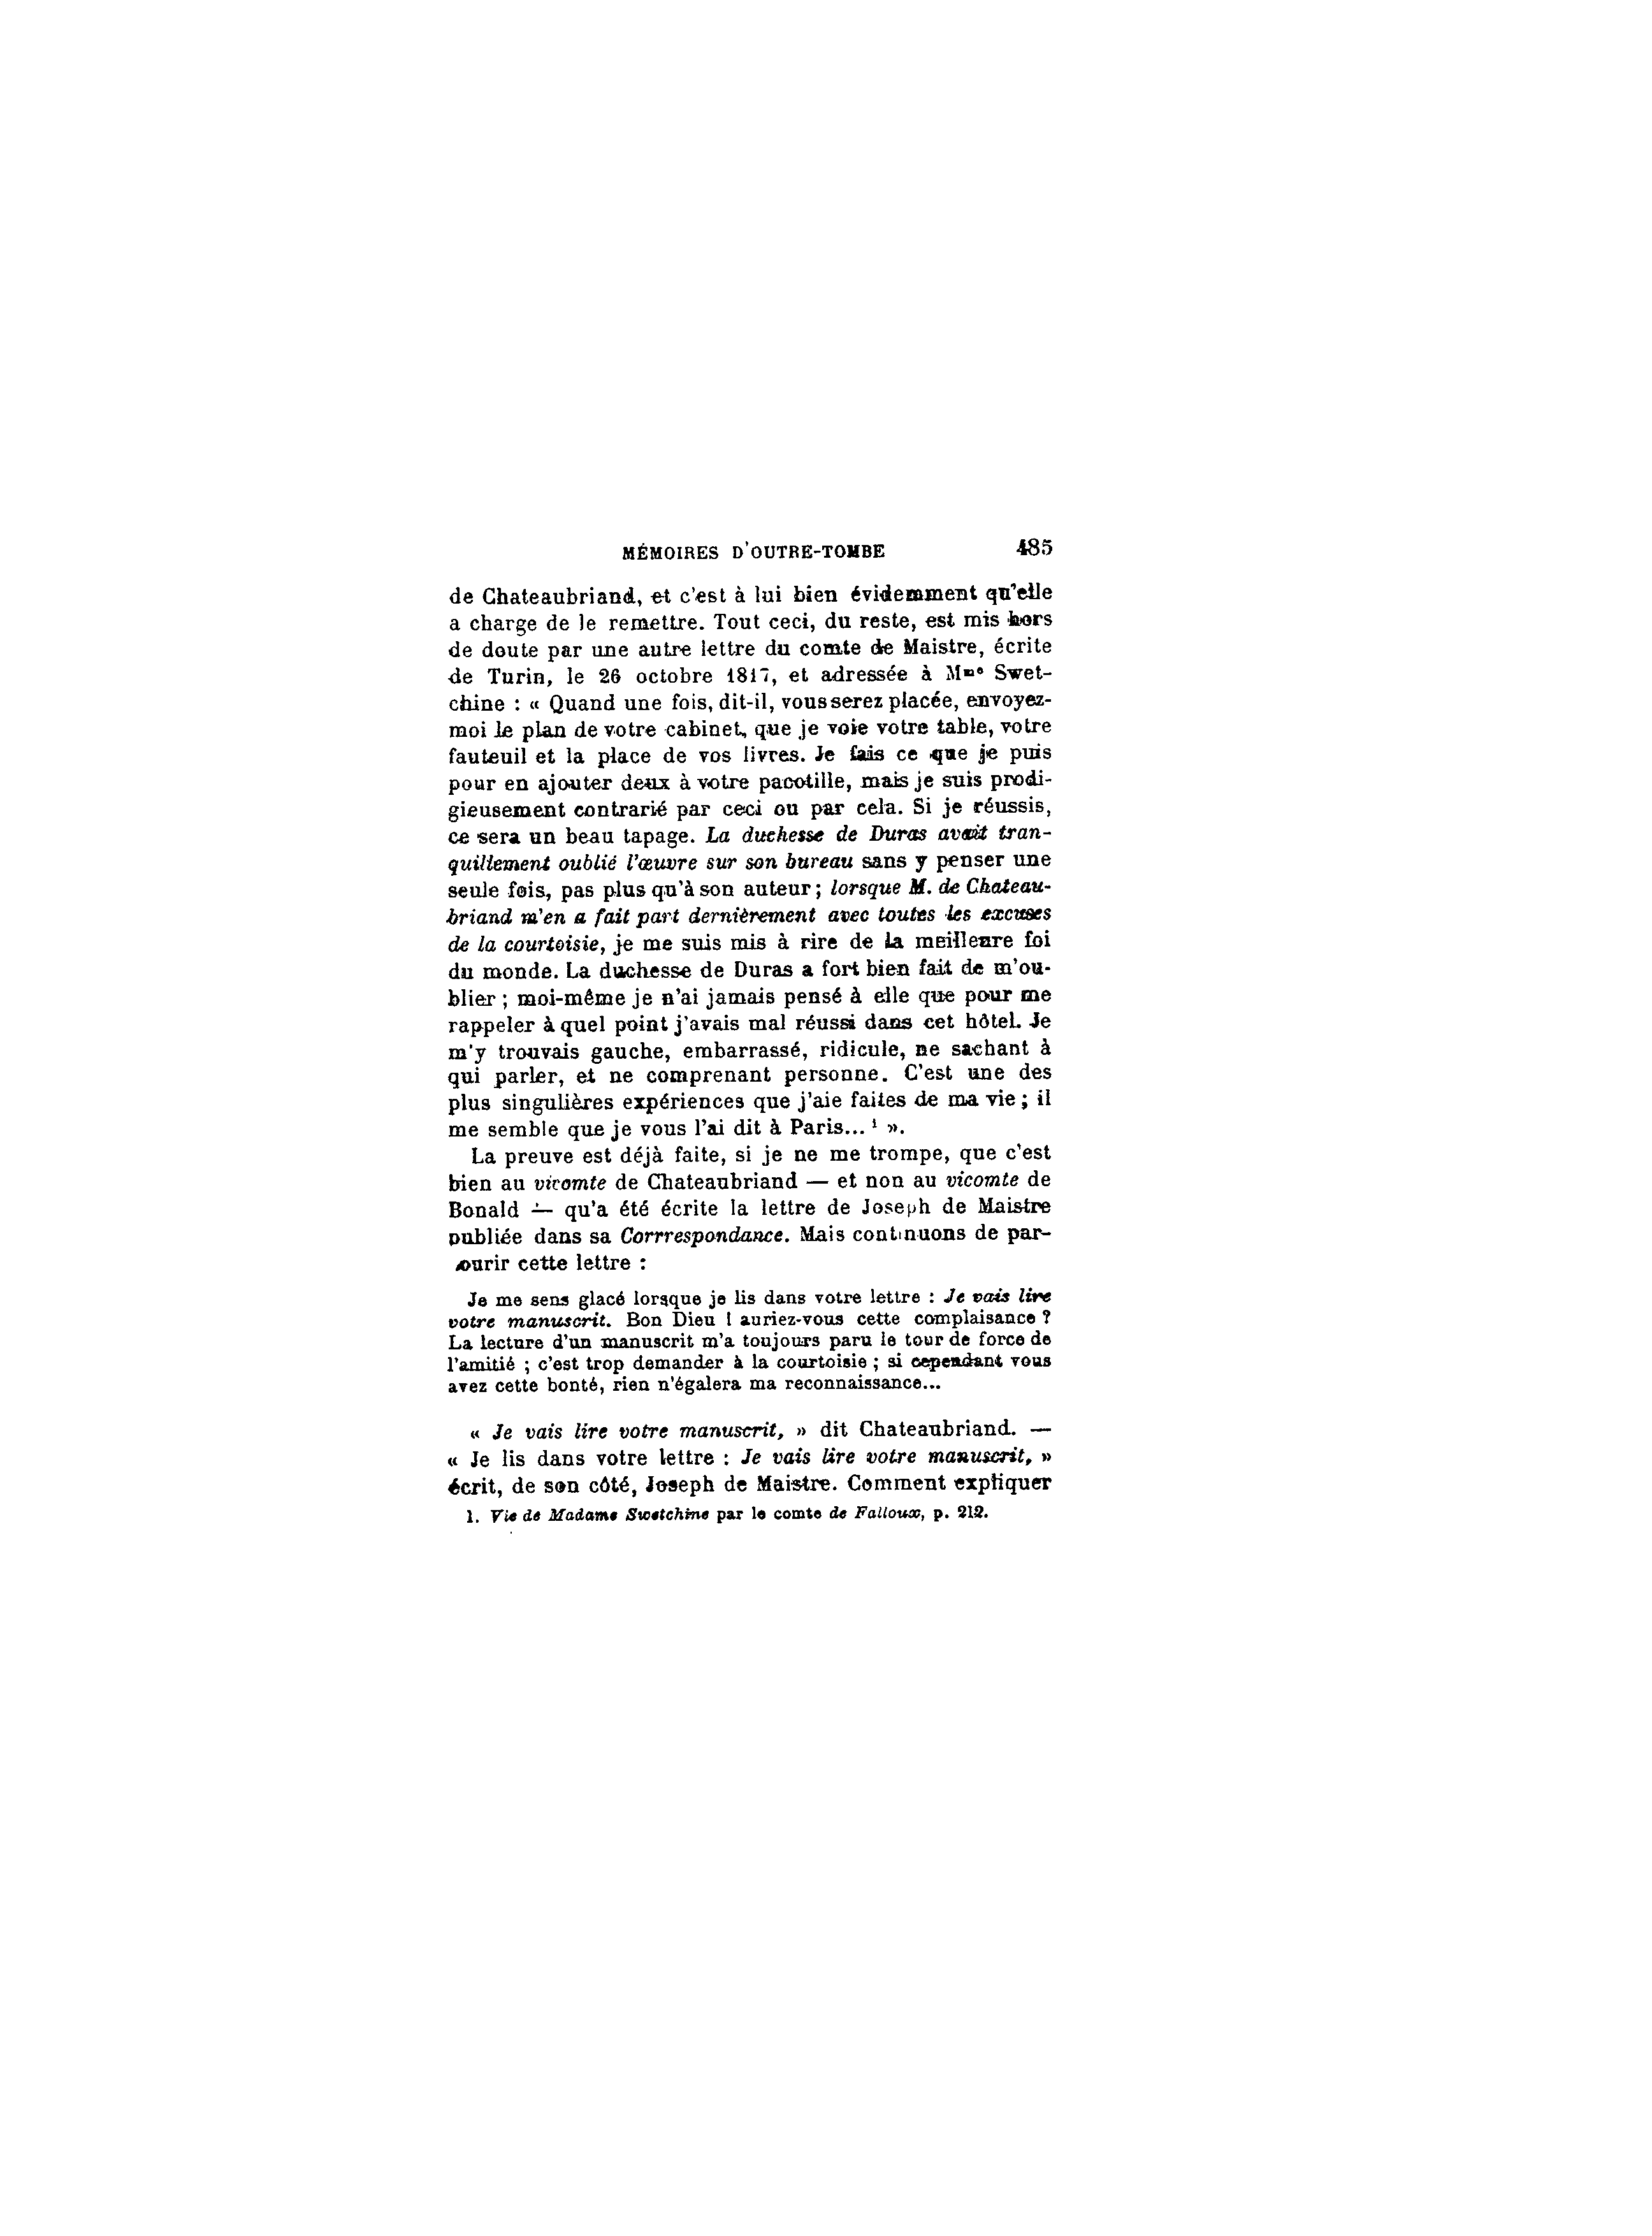 MÉMOIRES D'OUTRE-TOMBE 485
de Chateaubriand, et c'est à lui bien évidemment qu'elle
a charge de le remettre. Tout ceci, du reste, est mis hors
de doute par une autre lettre du comte de Maistre, écrite
de Turin, le 26 octobre 1817, et adressée à Mme Swet-
chine : « Quand une fois, dit-il, vous serez placée, envoyez-
moi le plan de votre cabinet, que je voie votre table, votre
fauteuil et la place de vos livres. Je fais ce que je puis
pour en ajouter deux à votre pacotille, mais je suis prodi-
gieusement contrarié par ceci ou par cela. Si je réussis,
ce sera un beau tapage. La duchesse de Duras avait tran-
quillement oublié l'œuvre sur son bureau sans y penser une
seule fois, pas plus qu'à son auteur ; lorsque M. de Chateau-
briand m'en a fait part dernièrement avec toutes les excuses
de la courtoisie, je me suis mis à rire de la meilleure foi
du monde. La duchesse de Duras a fort bien fait de m'ou-
blier ; moi-même je n'ai jamais pensé à elle que pour me
rappeler à quel point j'avais mal réussi dans cet hôtel. Je
m'y trouvais gauche, embarrassé, ridicule, ne sachant à
qui parler, et ne comprenant personne. C'est une des
plus singulières expériences que j'aie faites de ma vie ; il
me semble que je vous l'ai dit à Paris... 1 ».
La preuve est déjà faite, si je ne me trompe, que c'est
bien au vicomte de Chateaubriand — et non au vicomte de
Bonald — qu'a été écrite la lettre de Joseph de Maistre
publiée dans sa Corrrespondance. Mais continuons de par-
ourir cette lettre :
Je me sens glacé lorsque je lis dans votre lettre : Je vais lire
votre manuscrit. Bon Dieu ! auriez-vous cette complaisance ?
La lecture d'un manuscrit m'a toujours paru le tour de force de
l'amitié ; c'est trop demander à la courtoisie ; si cependant vous
avez cette bonté, rien n'égalera ma reconnaissance...
« Je vais lire votre manuscrit, » dit Chateaubriand. —
« Je lis dans votre lettre : Je vais lire votre manuscrit, »
écrit, de son côté, Joseph de Maistre. Comment expliquer
1. Vie de Madame Swetchine par le comte de Falloux, p. 212.